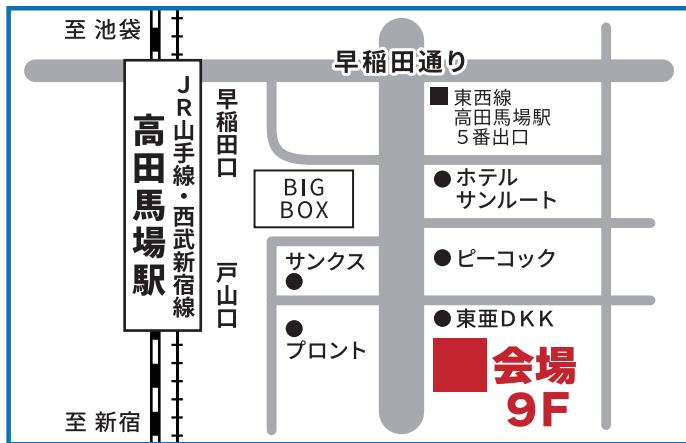 至 池袋
早稲田通り
JR山手線・西武新宿線
高田馬場駅
早稲田口
東西線
高田馬場駅
5番出口
BIG
BOX
ホテル
サンルート
戸山口
サンクス
ピーコック
プロント
東亜DKK
会場
9F
至 新宿